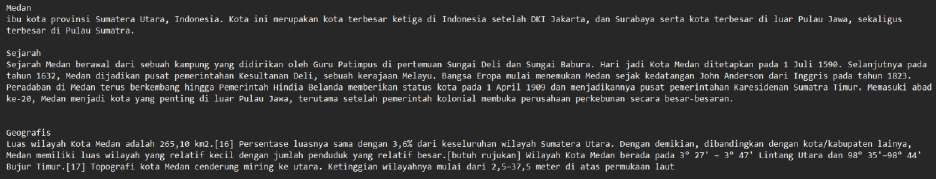 Medan
ibu kota provinsi Sumatera Utara, Indonesia. Kota ini merupakan kota terbesar ketiga di Indonesia setelah DKI Jakarta, dan Surabaya serta kota terbesar di luar Pulau Jawa, sekaligus
terbesar di Pulau Sumatra.
Sejarah
Sejarah Medan berawal dari sebuah kampung yang didirikan oleh Guru Patimpus di pertemuan Sungai Deli dan Sungai Babura. Hari jadi Kota Medan ditetapkan pada 1 Juli 1590. Selanjutnya pada
tahun 1632, Medan dijadikan pusat pemerintahan Kesultanan Deli, sebuah kerajaan Melayu. Bangsa Eropa mulai menemukan Medan sejak kedatangan John Anderson dari Inggris pada tahun 1823.
Peradaban di Medan terus berkembang hingga Pemerintah Hindia Belanda memberikan status kota pada 1 April 1909 dan menjadikannya pusat pemerintahan Karesidenan Sumatra Timur. Memasuki abad
ke-20, Medan menjadi kota yang penting di luar Pulau Jawa, terutama setelah pemerintah kolonial membuka perusahaan perkebunan secara besar-besaran.
Geografis
Luas wilayah Kota Medan adalah 265,10 km2.[16] Persentase luasnya sama dengan 3,6% dari keseluruhan wilayah Sumatera Utara. Dengan demikian, dibandingkan dengan kota/kabupaten lainya,
Medan memiliki luas wilayah yang relatif kecil dengan jumlah penduduk yang relatif besar.[butuh rujukan] Wilayah Kota Medan berada pada 3° 27' – 3° 47' Lintang Utara dan 98° 35'–98° 44'
Bujur Timur.[17] Topografi kota Medan cenderung miring ke utara. Ketinggian wilayahnya mulai dari 2,5–37,5 meter di atas permukaan laut